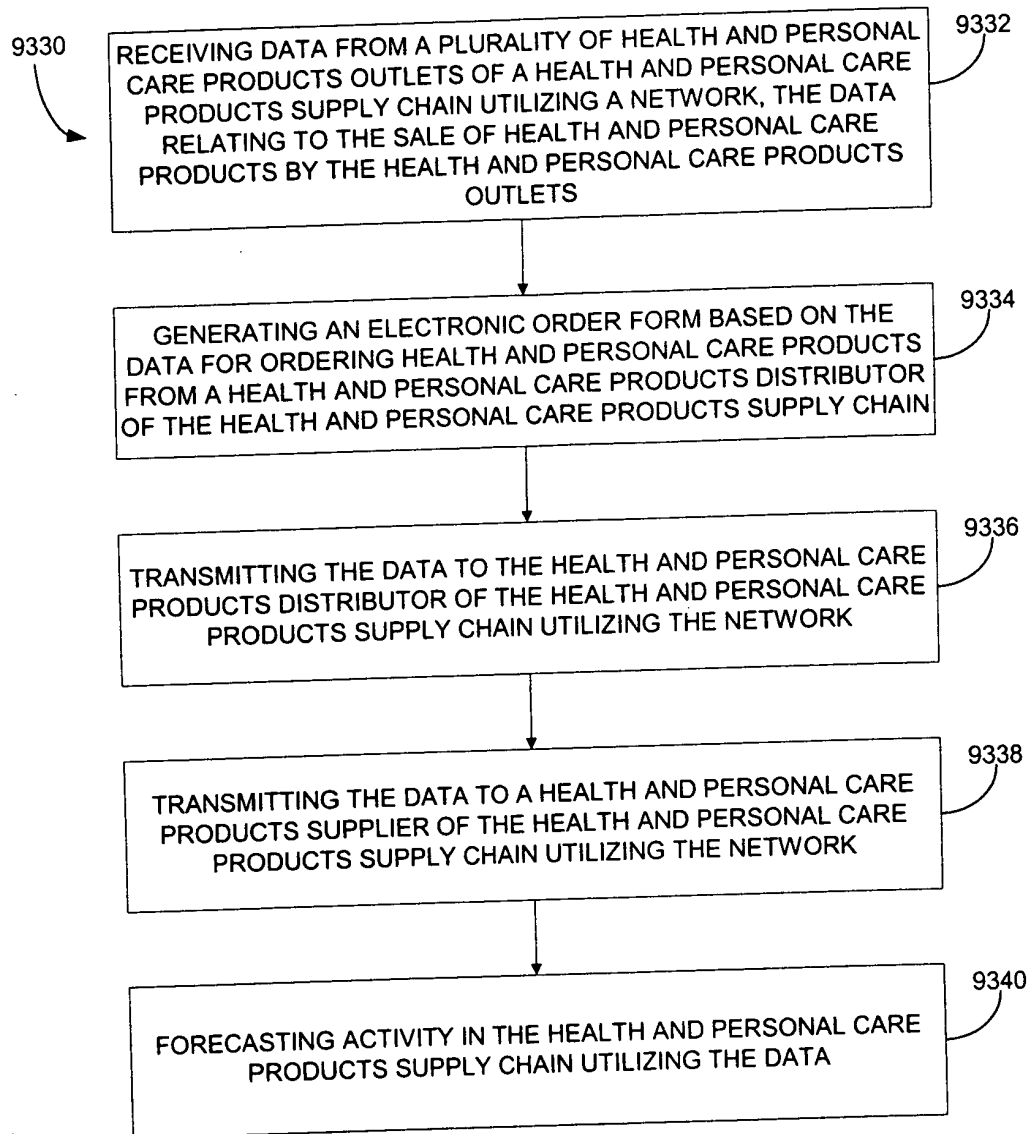 9330
9332
RECEIVING DATA FROM A PLURALITY OF HEALTH AND PERSONAL
CARE PRODUCTS OUTLETS OF A HEALTH AND PERSONAL CARE
PRODUCTS SUPPLY CHAIN UTILIZING A NETWORK, THE DATA
RELATING TO THE SALE OF HEALTH AND PERSONAL CARE
PRODUCTS BY THE HEALTH AND PERSONAL CARE PRODUCTS
OUTLETS
9334
GENERATING AN ELECTRONIC ORDER FORM BASED ON THE
DATA FOR ORDERING HEALTH AND PERSONAL CARE PRODUCTS
FROM A HEALTH AND PERSONAL CARE PRODUCTS DISTRIBUTOR
OF THE HEALTH AND PERSONAL CARE PRODUCTS SUPPLY CHAIN
9336
TRANSMITTING THE DATA TO THE HEALTH AND PERSONAL CARE
PRODUCTS DISTRIBUTOR OF THE HEALTH AND PERSONAL CARE
PRODUCTS SUPPLY CHAIN UTILIZING THE NETWORK
9338
TRANSMITTING THE DATA TO A HEALTH AND PERSONAL CARE
PRODUCTS SUPPLIER OF THE HEALTH AND PERSONAL CARE
PRODUCTS SUPPLY CHAIN UTILIZING THE NETWORK
9340
FORECASTING ACTIVITY IN THE HEALTH AND PERSONAL CARE
PRODUCTS SUPPLY CHAIN UTILIZING THE DATA